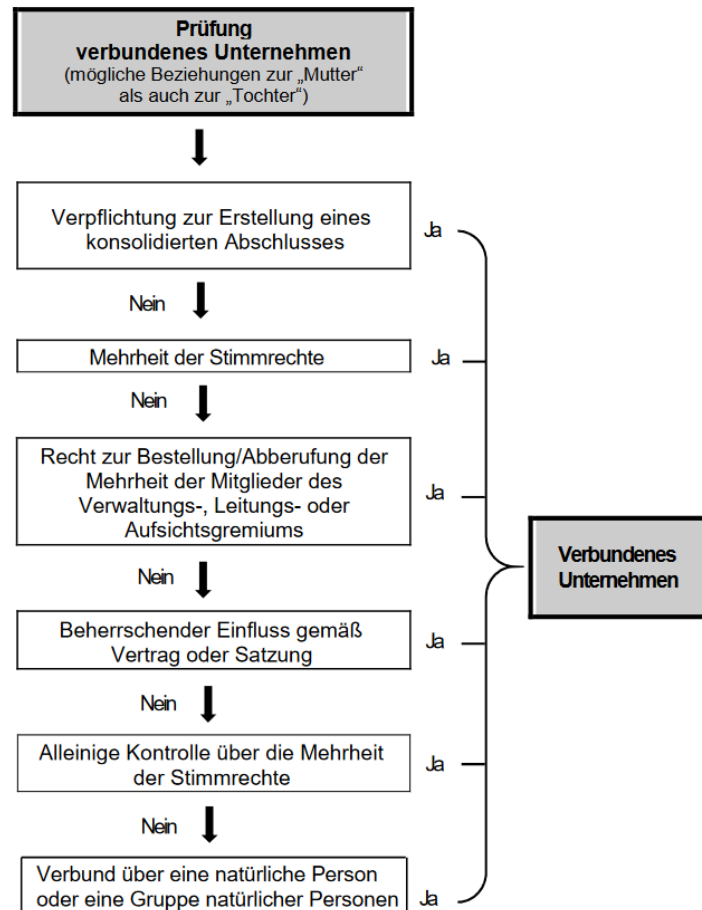 Prüfung
verbundenes Unternehmen
(mögliche Beziehungen zur „Mutter“
als auch zur „Tochter“)
Verpflichtung zur Erstellung eines
konsolidierten Abschlusses
Ja
Nein
Mehrheit der Stimmrechte
Ja
Nein
Recht zur Bestellung/Abberufung der
Mehrheit der Mitglieder des
Verwaltungs-, Leitungs- oder
Aufsichtsgremiums
Ja
Nein
Verbundenes
Unternehmen
Beherrschender Einfluss gemäß
Vertrag oder Satzung
Ja
Nein
Alleinige Kontrolle über die Mehrheit
der Stimmrechte
Ja
Nein
Verbund über eine natürliche Person
oder eine Gruppe natürlicher Personen
Ja